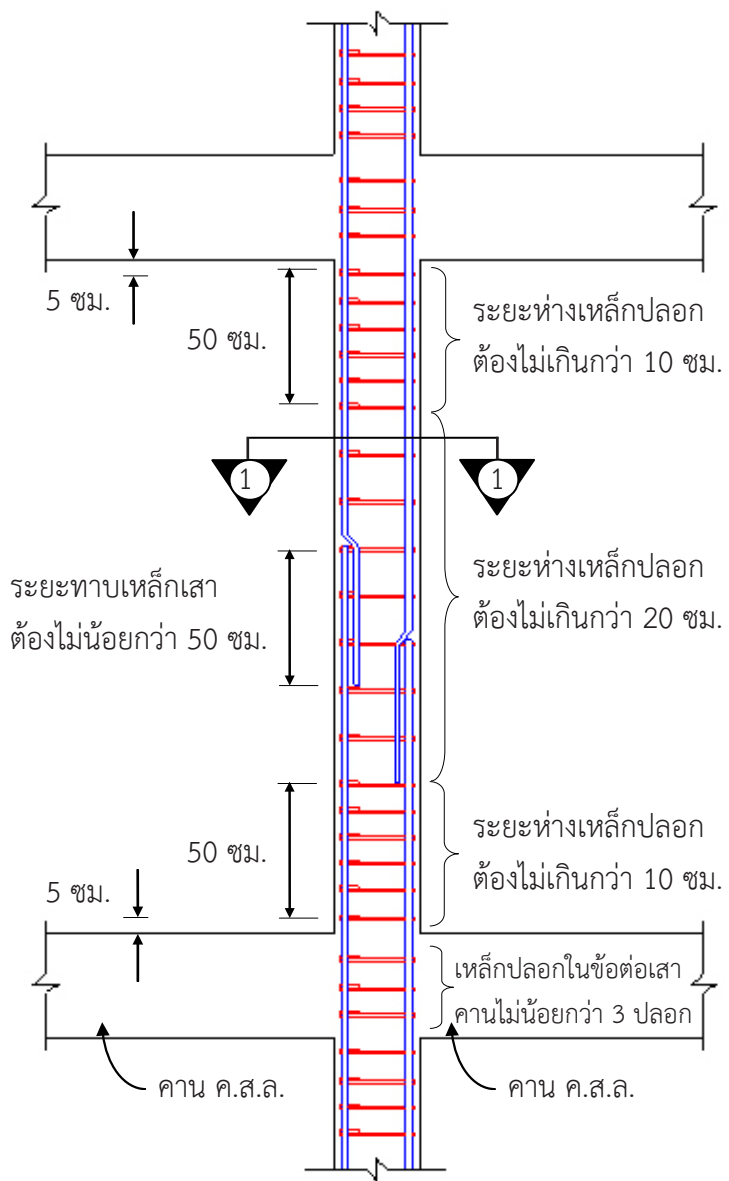 5 ซม.
50 ซม.
ระยะห่างเหล็กปลอก
ต้องไม่เกินกว่า 10 ซม.
1
1
ระยะทาบเหล็กเสา
ต้องไม่น้อยกว่า 50 ซม.
ระยะห่างเหล็กปลอก
ต้องไม่เกินกว่า 20 ซม.
50 ซม.
ระยะห่างเหล็กปลอก
ต้องไม่เกินกว่า 10 ซม.
5 ซม.
เหล็กปลอกในข้อต่อเสา
คานไม่น้อยกว่า 3 ปลอก
คาน ค.ส.ล.
คาน ค.ส.ล.